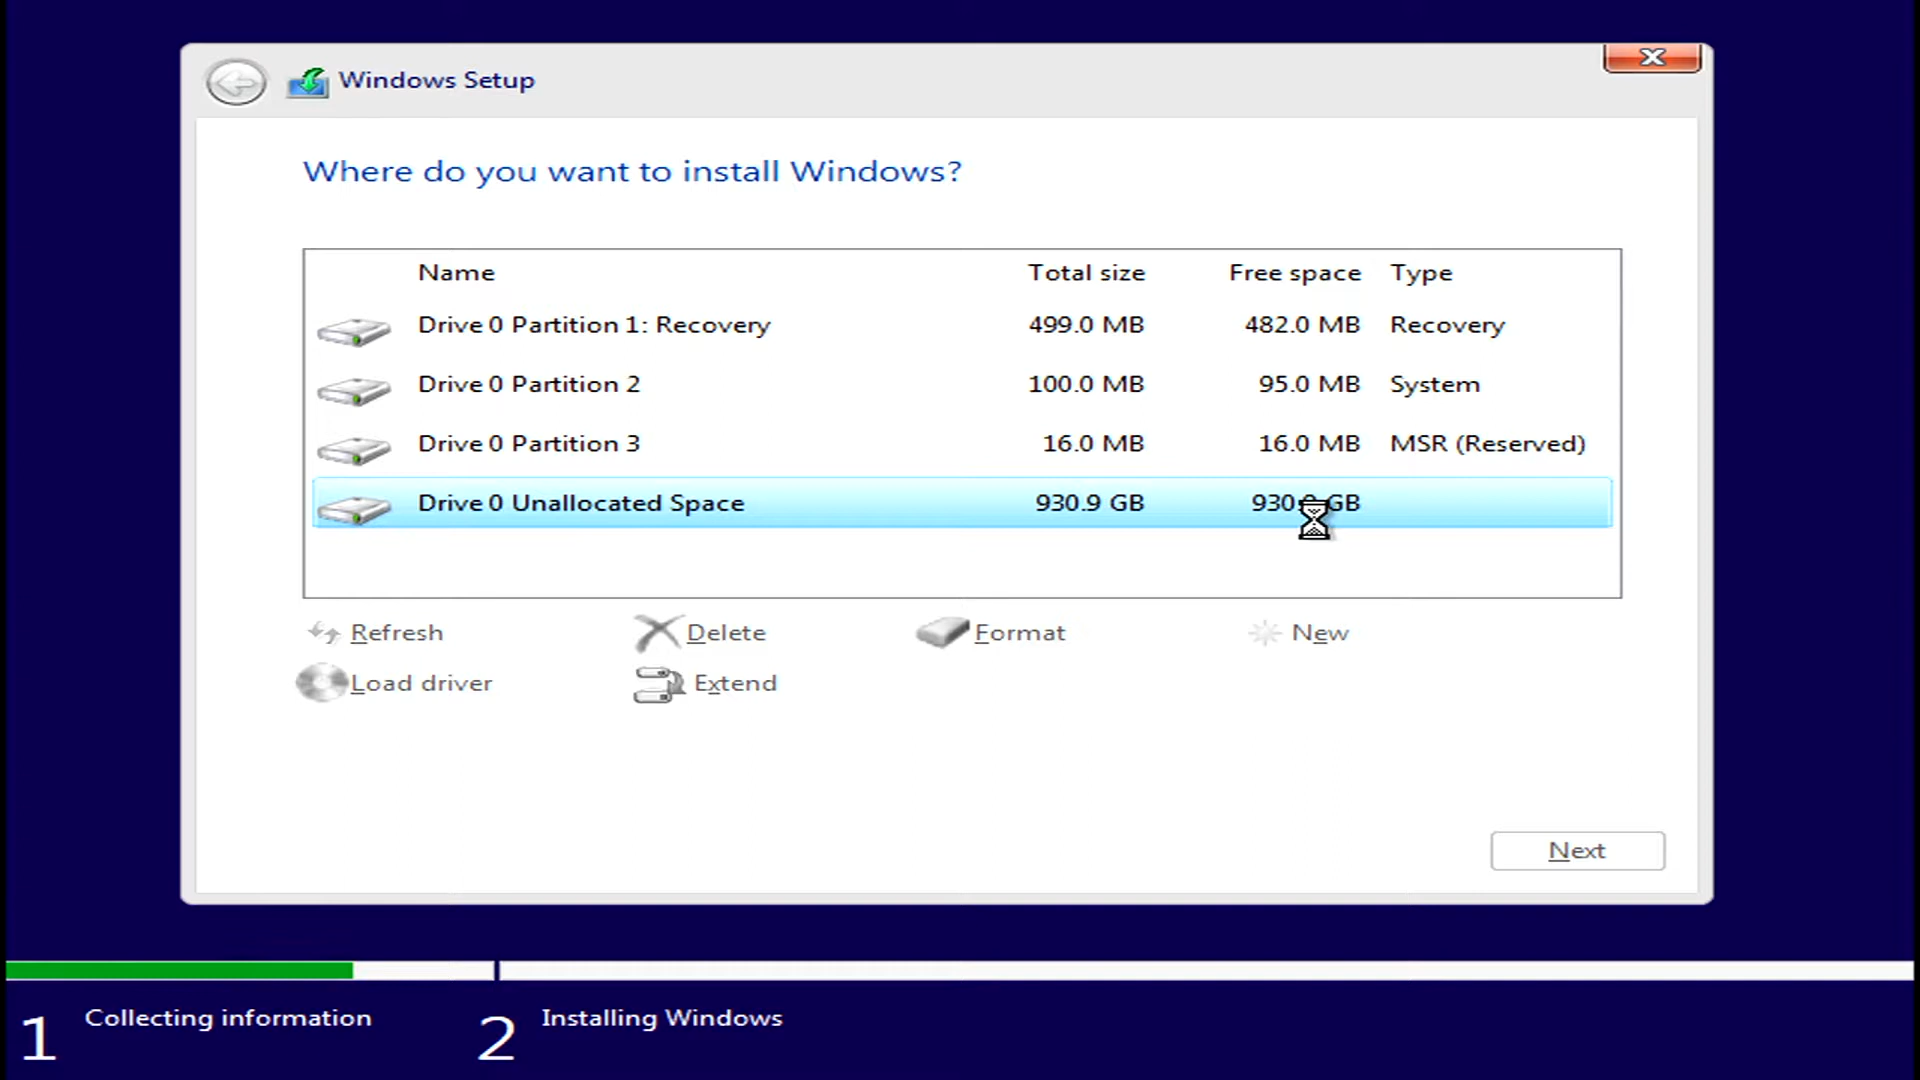 Windows Setup
Where do you want to install Windows?
Name Total size Free space Type
Drive 0 Partition 1: Recovery 499.0 MB 482.0 MB Recovery
Drive 0 Partition 2 100.0 MB 95.0 MB System
Drive 0 Partition 3 16.0 MB 16.0 MB MSR (Reserved)
Drive 0 Unallocated Space 930.9 GB 930.9 GB
Refresh Delete Format New
Load driver Extend
Next
1 Collecting information 2 Installing Windows